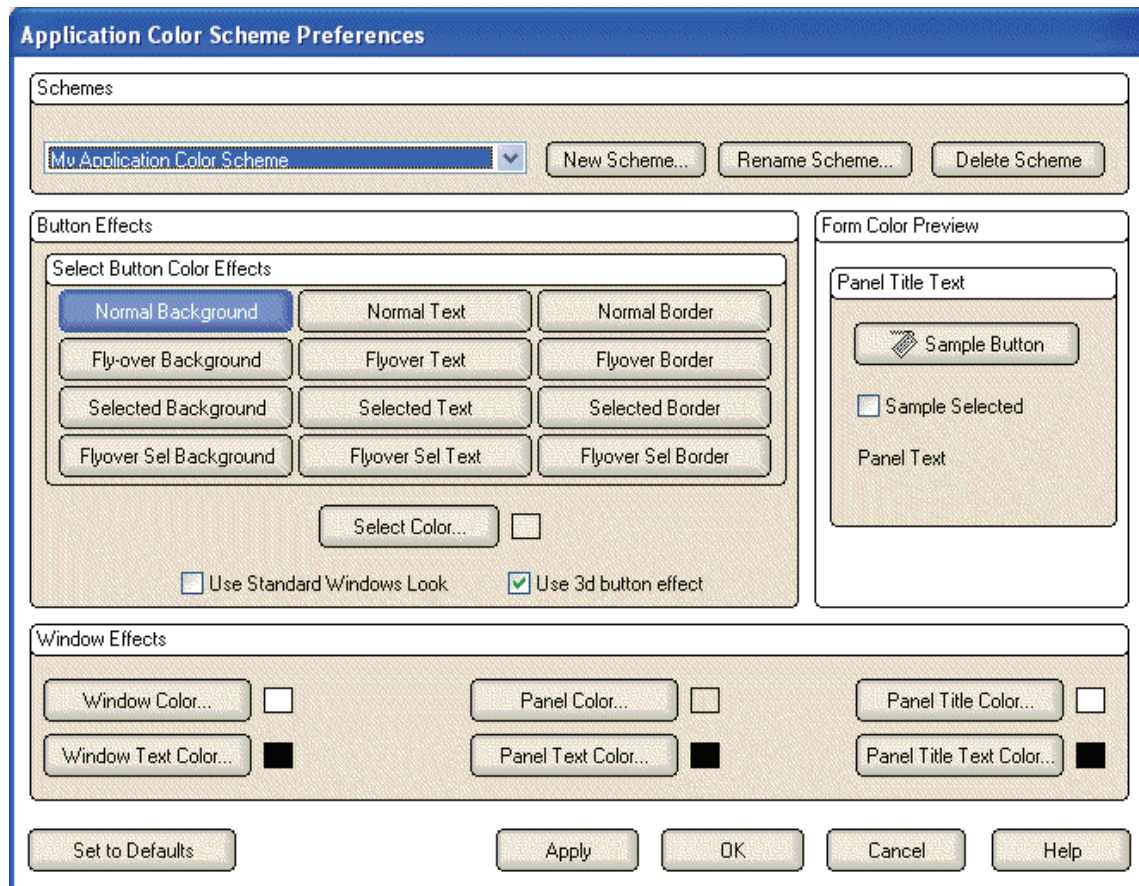 Application Color Scheme Preferences
Schemes
My Application Color Scheme
New Scheme...
Rename Scheme...
Delete Scheme
Button Effects
Select Button Color Effects
Normal Background
Normal Text
Normal Border
Fly-over Background
Flyover Text
Flyover Border
Selected Background
Selected Text
Selected Border
Flyover Sel Background
Flyover Sel Text
Flyover Sel Border
Select Color...
Use Standard Windows Look
Use 3d button effect
Form Color Preview
Panel Title Text
Sample Button
Sample Selected
Panel Text
Window Effects
Window Color...
Panel Color...
Panel Title Color...
Window Text Color...
Panel Text Color...
Panel Title Text Color...
Set to Defaults
Apply
OK
Cancel
Help